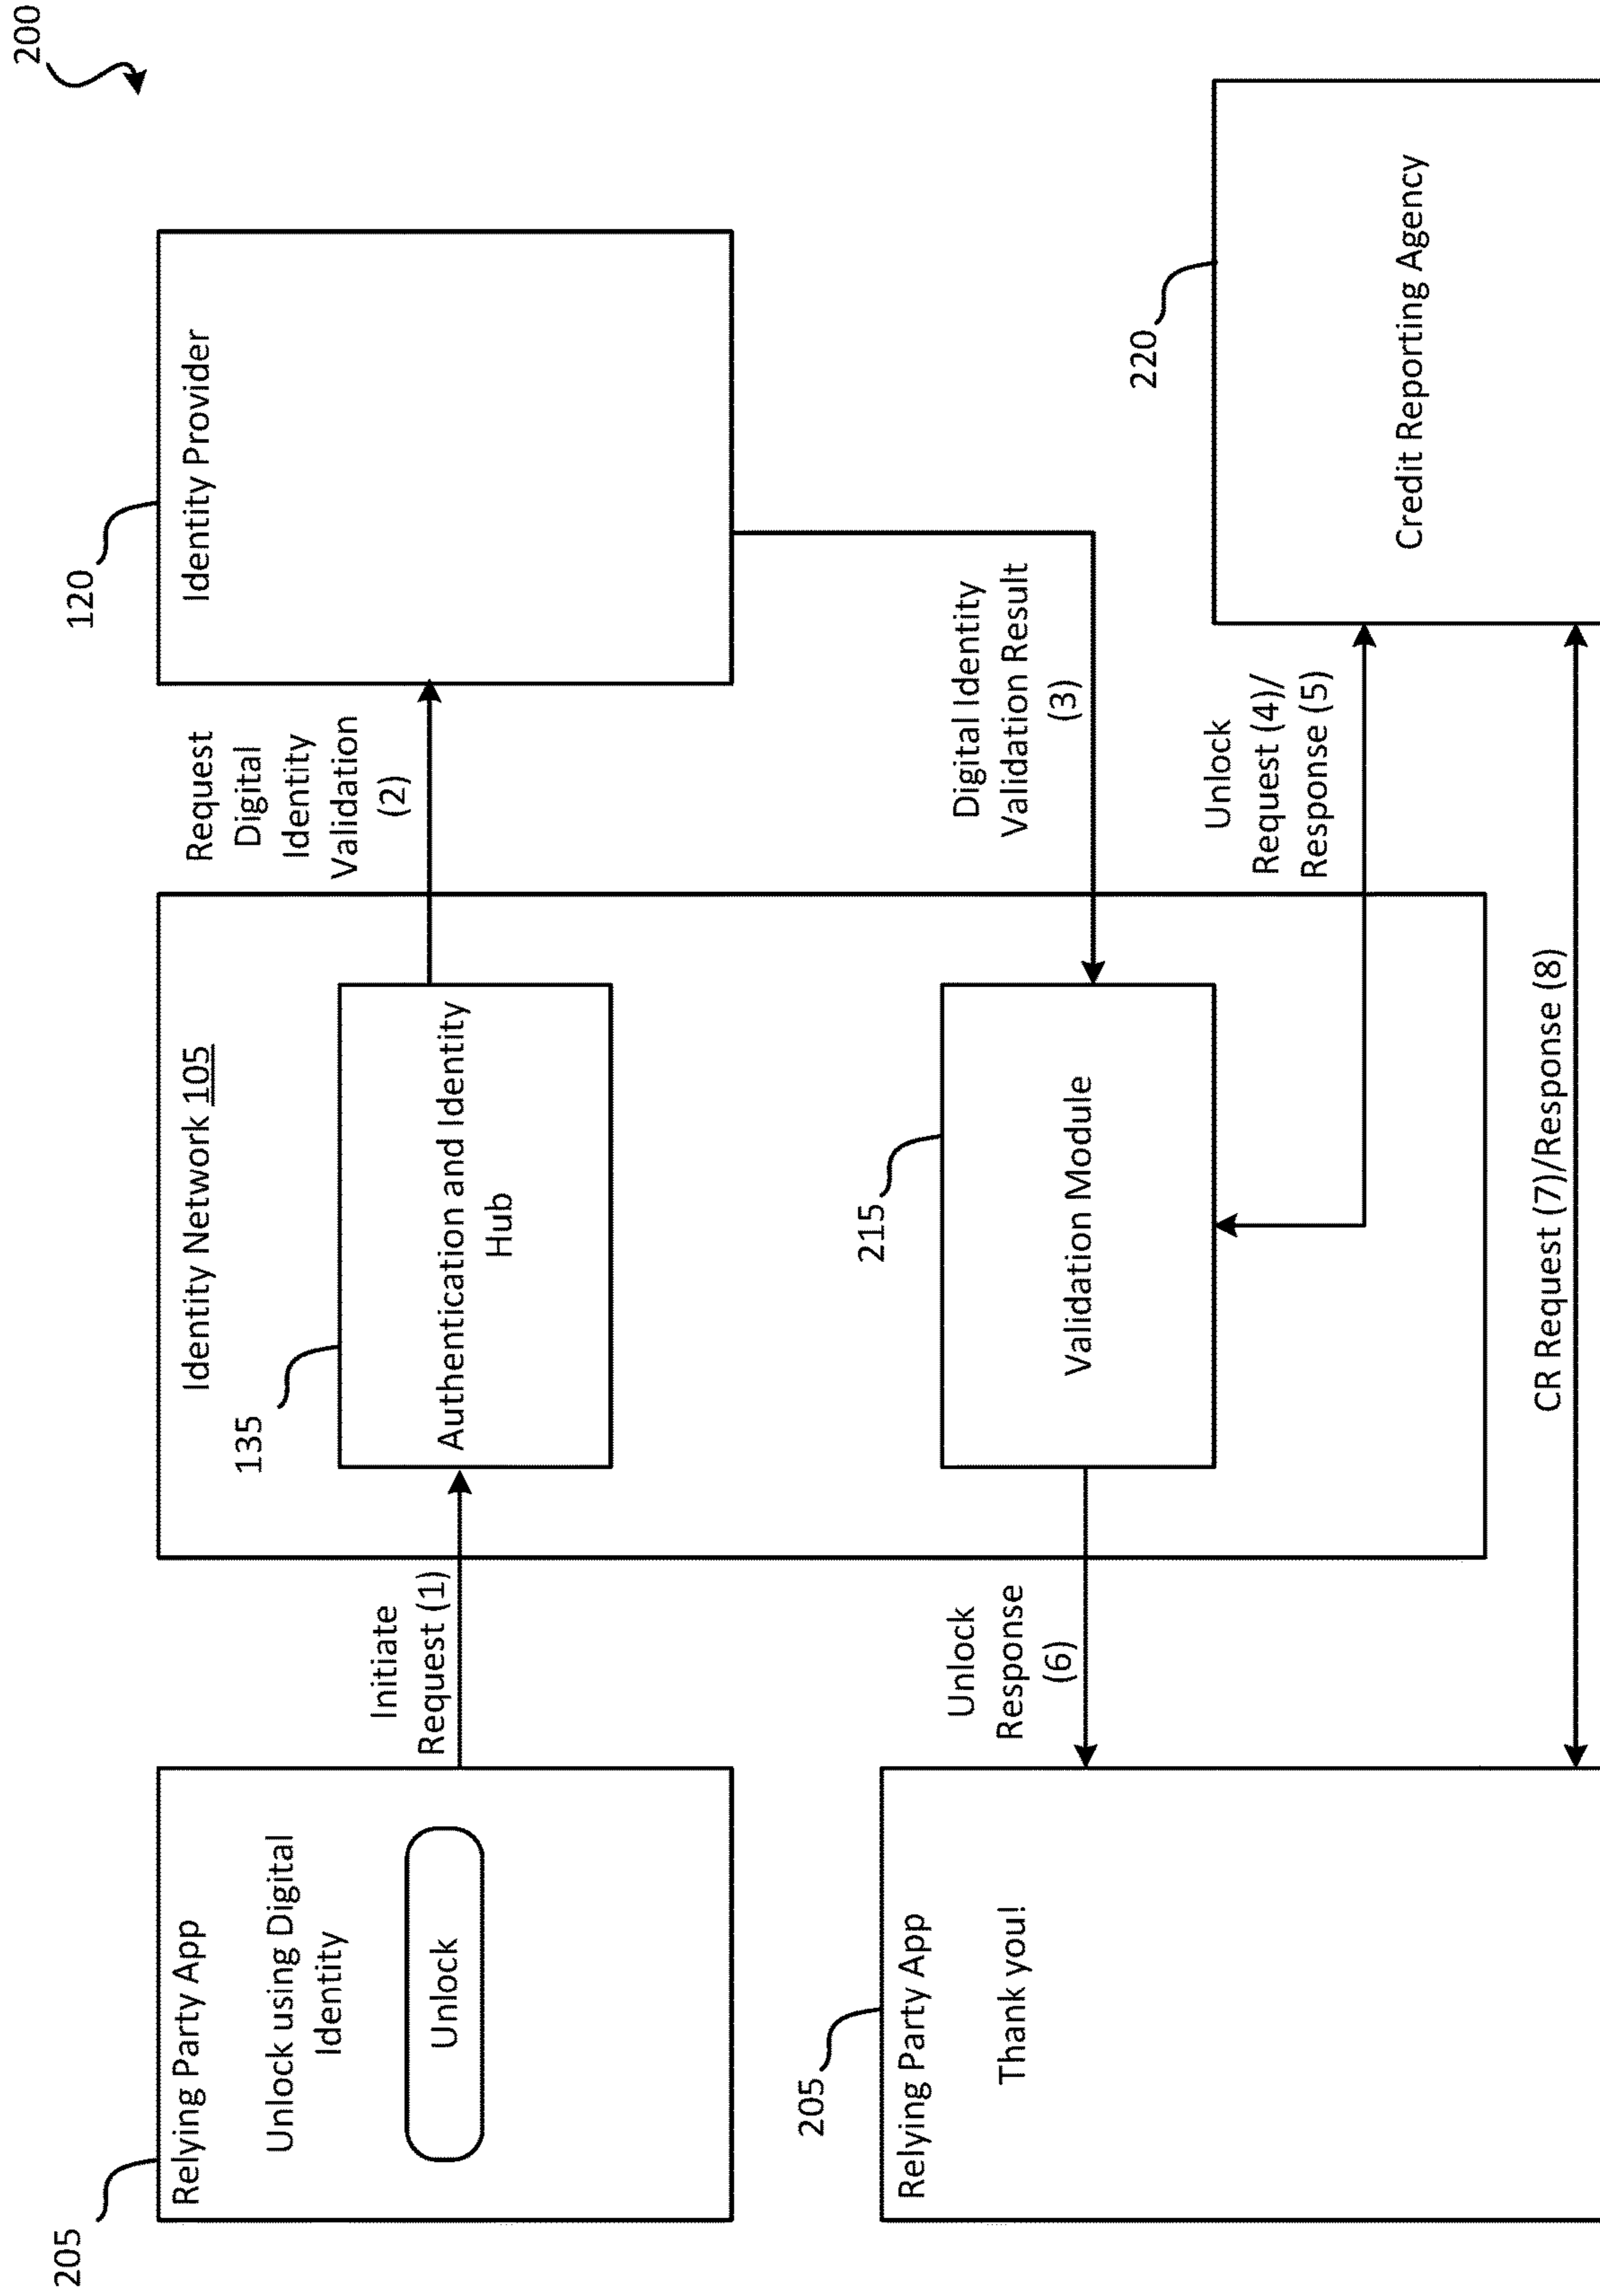 200
205
Relying Party App
Unlock using Digital
Identity
Unlock
Initiate
Request (1)
Identity Network 105
135
Authentication and Identity
Hub
Request
Digital
Identity
Validation
(2)
120
Identity Provider
205
Relying Party App
Thank you!
Unlock
Response
(6)
215
Validation Module
Digital Identity
Validation Result
(3)
Unlock
Request (4)/
Response (5)
220
Credit Reporting Agency
CR Request (7)/Response (8)